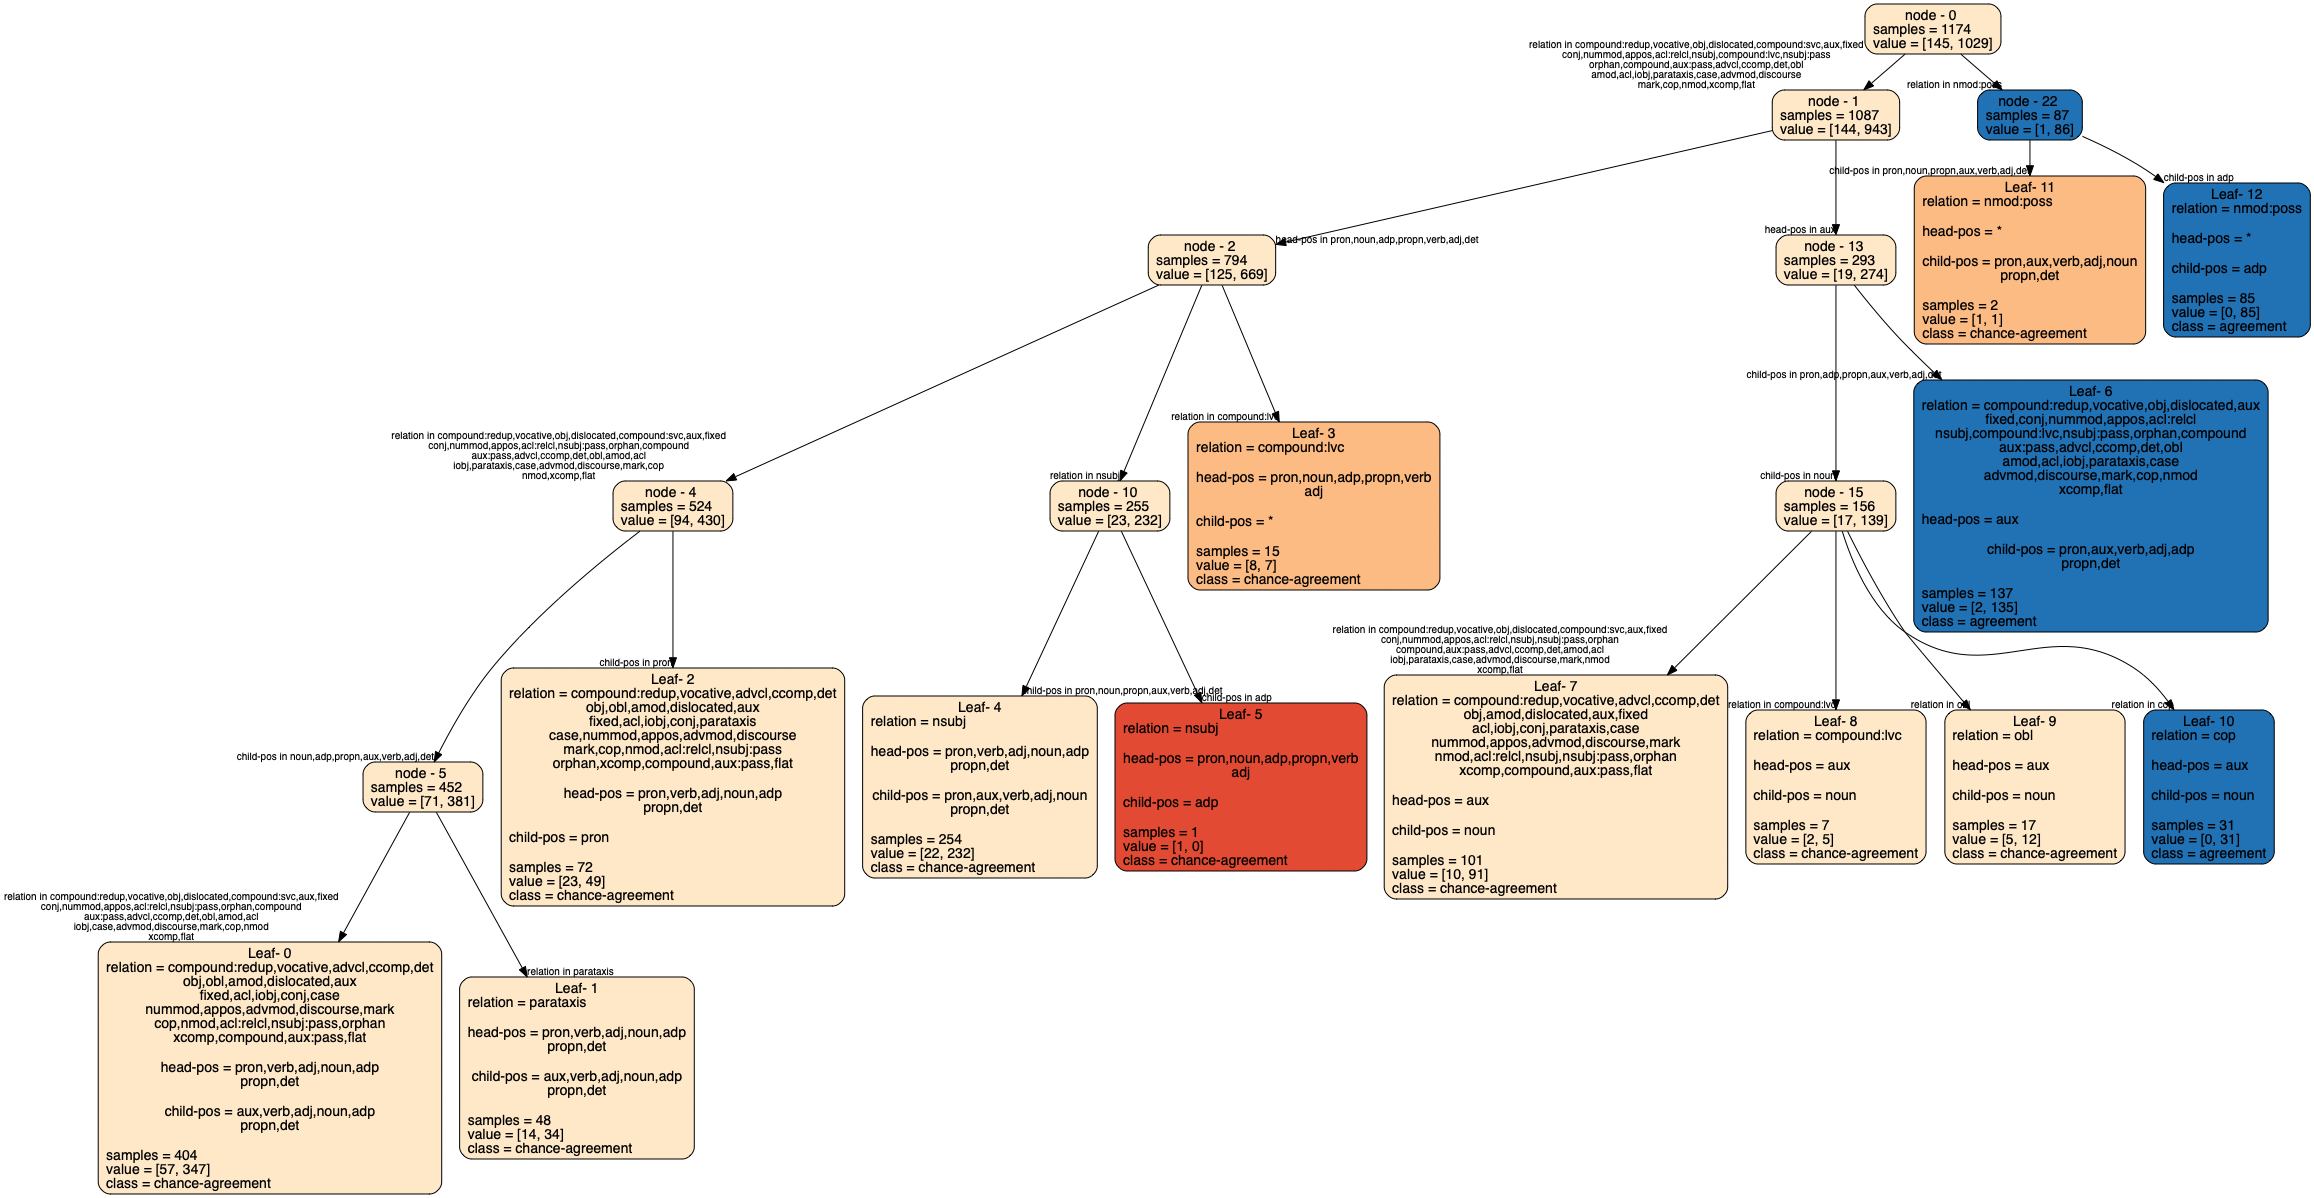 node - 0
samples = 1174
value = [145, 1029]
relation in compound:redup,vocative,obj,dislocated,compound:svc,aux,fixed
conj,nummod,appos,acl:relcl,nsubj,compound:lvc,nsubj:pass
orphan,compound,aux:pass,advcl,ccomp,det,obl
amod,acl,iobj,parataxis,case,advmod,discourse
mark,cop,nmod,xcomp,flat
relation in nmod:poss
node - 1
samples = 1087
value = [144, 943]
node - 22
samples = 87
value = [1, 86]
child-pos in pron,noun,propn,aux,verb,adj,det
child-pos in adp
Leaf- 11
relation = nmod:poss
head-pos = *
child-pos = pron,aux,verb,adj,noun
propn,det
samples = 2
value = [1, 1]
class = chance-agreement
Leaf- 12
relation = nmod:poss
head-pos = *
child-pos = adp
samples = 85
value = [0, 85]
class = agreement
head-pos in pron,noun,adp,propn,verb,adj,det
head-pos in aux
node - 2
samples = 794
value = [125, 669]
node - 13
samples = 293
value = [19, 274]
child-pos in pron,adp,propn,aux,verb,adj,det
Leaf- 6
relation = compound:redup,vocative,obj,dislocated,aux
fixed,conj,nummod,appos,acl:relcl
nsubj,compound:lvc,nsubj:pass,orphan,compound
aux:pass,advcl,ccomp,det,obl
amod,acl,iobj,parataxis,case
advmod,discourse,mark,cop,nmod
xcomp,flat
head-pos = aux
child-pos = pron,aux,verb,adj,adp
propn,det
samples = 137
value = [2, 135]
class = agreement
relation in compound:redup,vocative,obj,dislocated,compound:svc,aux,fixed
conj,nummod,appos,acl:relcl,nsubj:pass,orphan,compound
aux:pass,advcl,ccomp,det,obl,amod,acl
iobj,parataxis,case,advmod,discourse,mark,cop
nmod,xcomp,flat
relation in nsubj
relation in compound:lvc
Leaf- 3
relation = compound:lvc
head-pos = pron,noun,adp,propn,verb
adj
child-pos = *
samples = 15
value = [8, 7]
class = chance-agreement
child-pos in noun
node - 4
samples = 524
value = [94, 430]
node - 10
samples = 255
value = [23, 232]
node - 15
samples = 156
value = [17, 139]
child-pos in noun,adp,propn,aux,verb,adj,det
child-pos in pron
Leaf- 2
relation = compound:redup,vocative,advcl,ccomp,det
obj,obl,amod,dislocated,aux
fixed,acl,iobj,conj,parataxis
case,nummod,appos,advmod,discourse
mark,cop,nmod,acl:relcl,nsubj:pass
orphan,xcomp,compound,aux:pass,flat
head-pos = pron,verb,adj,noun,adp
propn,det
child-pos = pron
samples = 72
value = [23, 49]
class = chance-agreement
child-pos in pron,noun,propn,aux,verb,adj,det
child-pos in adp
Leaf- 4
relation = nsubj
head-pos = pron,verb,adj,noun,adp
propn,det
child-pos = pron,aux,verb,adj,noun
propn,det
samples = 254
value = [22, 232]
class = chance-agreement
Leaf- 5
relation = nsubj
head-pos = pron,noun,adp,propn,verb
adj
child-pos = adp
samples = 1
value = [1, 0]
class = chance-agreement
relation in compound:redup,vocative,obj,dislocated,compound:svc,aux,fixed
conj,nummod,appos,acl:relcl,nsubj,nsubj:pass,orphan
compound,aux:pass,advcl,ccomp,det,amod,acl
iobj,parataxis,case,advmod,discourse,mark,nmod
xcomp,flat
Leaf- 7
relation = compound:redup,vocative,advcl,ccomp,det
obj,amod,dislocated,aux,fixed
acl,iobj,conj,parataxis,case
nummod,appos,advmod,discourse,mark
nmod,acl:relcl,nsubj,nsubj:pass,orphan
xcomp,compound,aux:pass,flat
head-pos = aux
child-pos = noun
samples = 101
value = [10, 91]
class = chance-agreement
relation in compound:lvc
Leaf- 8
relation = compound:lvc
head-pos = aux
child-pos = noun
samples = 7
value = [2, 5]
class = chance-agreement
relation in obl
Leaf- 9
relation = obl
head-pos = aux
child-pos = noun
samples = 17
value = [5, 12]
class = chance-agreement
relation in cop
Leaf- 10
relation = cop
head-pos = aux
child-pos = noun
samples = 31
value = [0, 31]
class = agreement
node - 5
samples = 452
value = [71, 381]
relation in compound:redup,vocative,obj,dislocated,compound:svc,aux,fixed
conj,nummod,appos,acl:relcl,nsubj:pass,orphan,compound
aux:pass,advcl,ccomp,det,obl,amod,acl
iobj,case,advmod,discourse,mark,cop,nmod
xcomp,flat
relation in parataxis
Leaf- 0
relation = compound:redup,vocative,advcl,ccomp,det
obj,obl,amod,dislocated,aux
fixed,acl,iobj,conj,case
nummod,appos,advmod,discourse,mark
cop,nmod,acl:relcl,nsubj:pass,orphan
xcomp,compound,aux:pass,flat
head-pos = pron,verb,adj,noun,adp
propn,det
child-pos = aux,verb,adj,noun,adp
propn,det
samples = 404
value = [57, 347]
class = chance-agreement
Leaf- 1
relation = parataxis
head-pos = pron,verb,adj,noun,adp
propn,det
child-pos = aux,verb,adj,noun,adp
propn,det
samples = 48
value = [14, 34]
class = chance-agreement